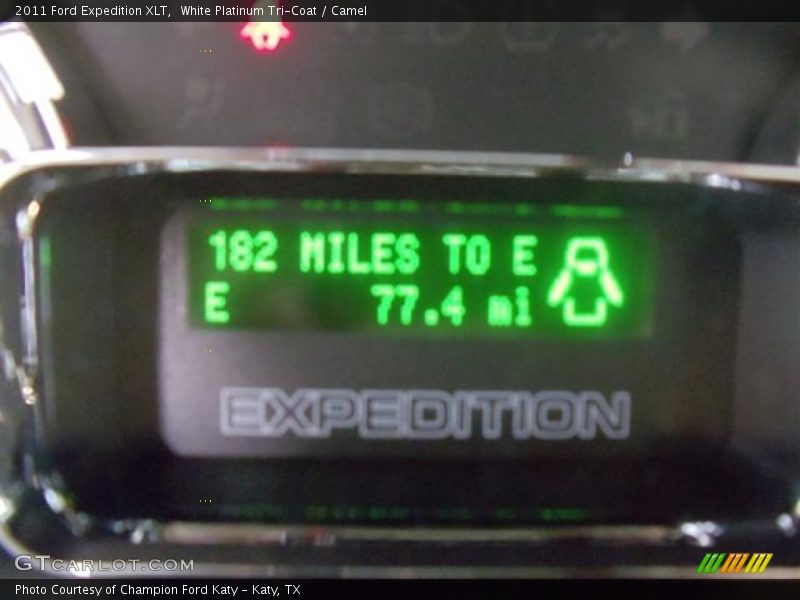 2011 Ford Expedition XLT,  White Platinum Tri-Coat / Camel
182 MILES TO E
E 77.4 mi
EXPEDITION
GTCARLOT.COM
Photo Courtesy of Champion Ford Katy - Katy, TX